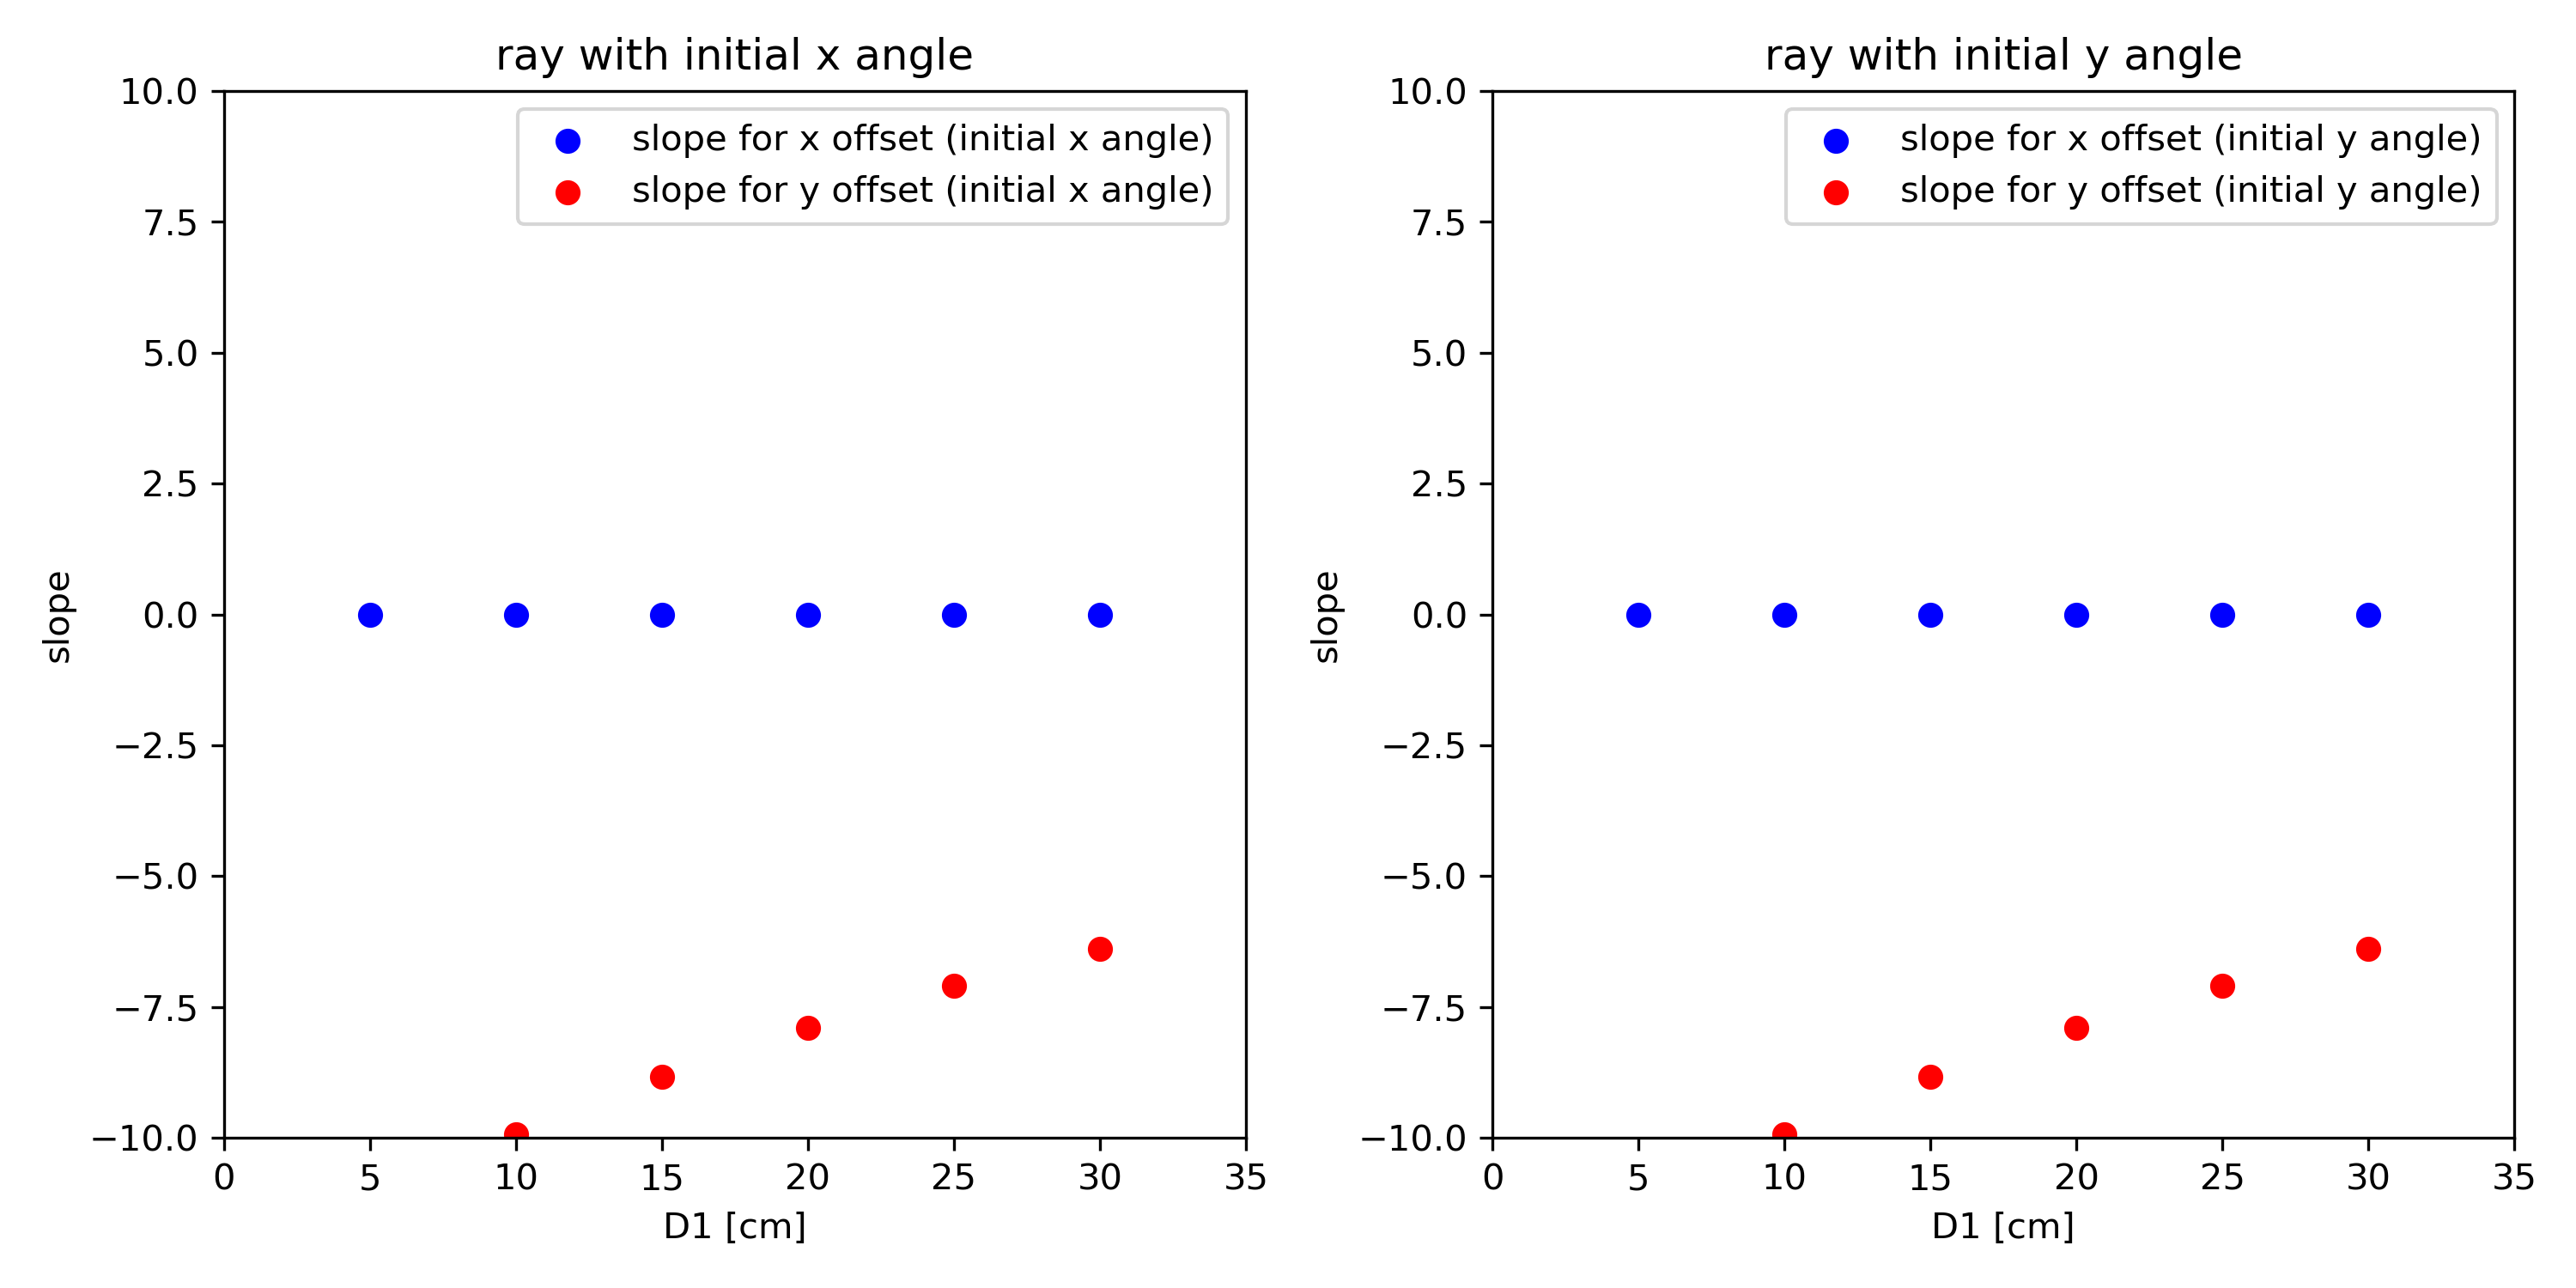 ray with initial x angle
slope for x offset (initial x angle)
slope for y offset (initial x angle)
10.0
7.5
5.0
2.5
0.0
−2.5
−5.0
−7.5
−10.0
slope
0 5 10 15 20 25 30 35
D1 [cm]
ray with initial y angle
slope for x offset (initial y angle)
slope for y offset (initial y angle)
10.0
7.5
5.0
2.5
0.0
−2.5
−5.0
−7.5
−10.0
slope
0 5 10 15 20 25 30 35
D1 [cm]